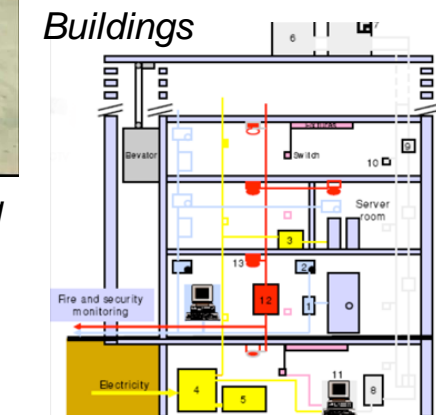 Buildings
6
Elevator
Switch
10
9
Server
room
3
13
2
12
1
Fire and security
monitoring
Electricity
4
5
11
8